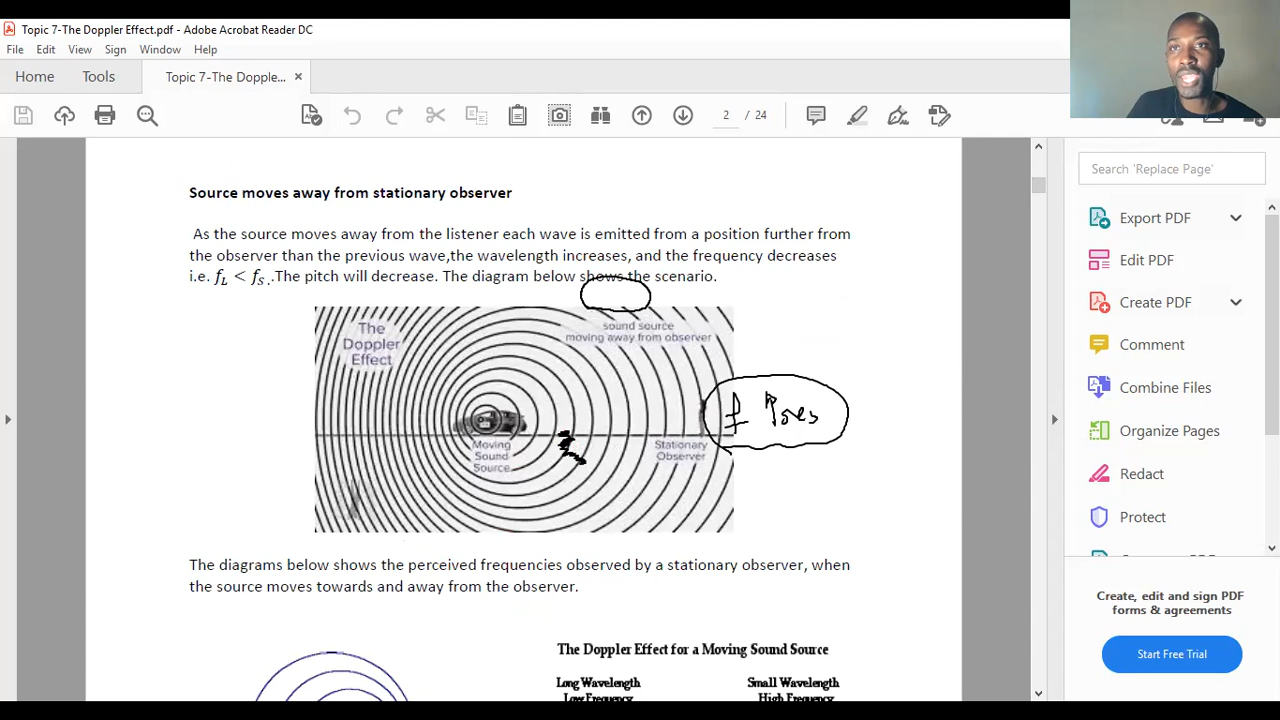 Topic 7-The Doppler Effect.pdf - Adobe Acrobat Reader DC
File Edit View Sign Window Help
Home Tools Topic 7-The Dopple... ×
2 / 24
Search 'Replace Page'
Export PDF
Edit PDF
Create PDF
Comment
Combine Files
Organize Pages
Redact
Protect
Create, edit and sign PDF
forms & agreements
Start Free Trial
Source moves away from stationary observer
As the source moves away from the listener each wave is emitted from a position further from
the observer than the previous wave,the wavelength increases, and the frequency decreases
i.e. fL < fS .The pitch will decrease. The diagram below shows the scenario.
The
Doppler
Effect
sound source
moving away from observer
Moving
Sound
Source
Stationary
Observer
The diagrams below shows the perceived frequencies observed by a stationary observer, when
the source moves towards and away from the observer.
The Doppler Effect for a Moving Sound Source
Long Wavelength Small Wavelength
Low Frequency High Frequency